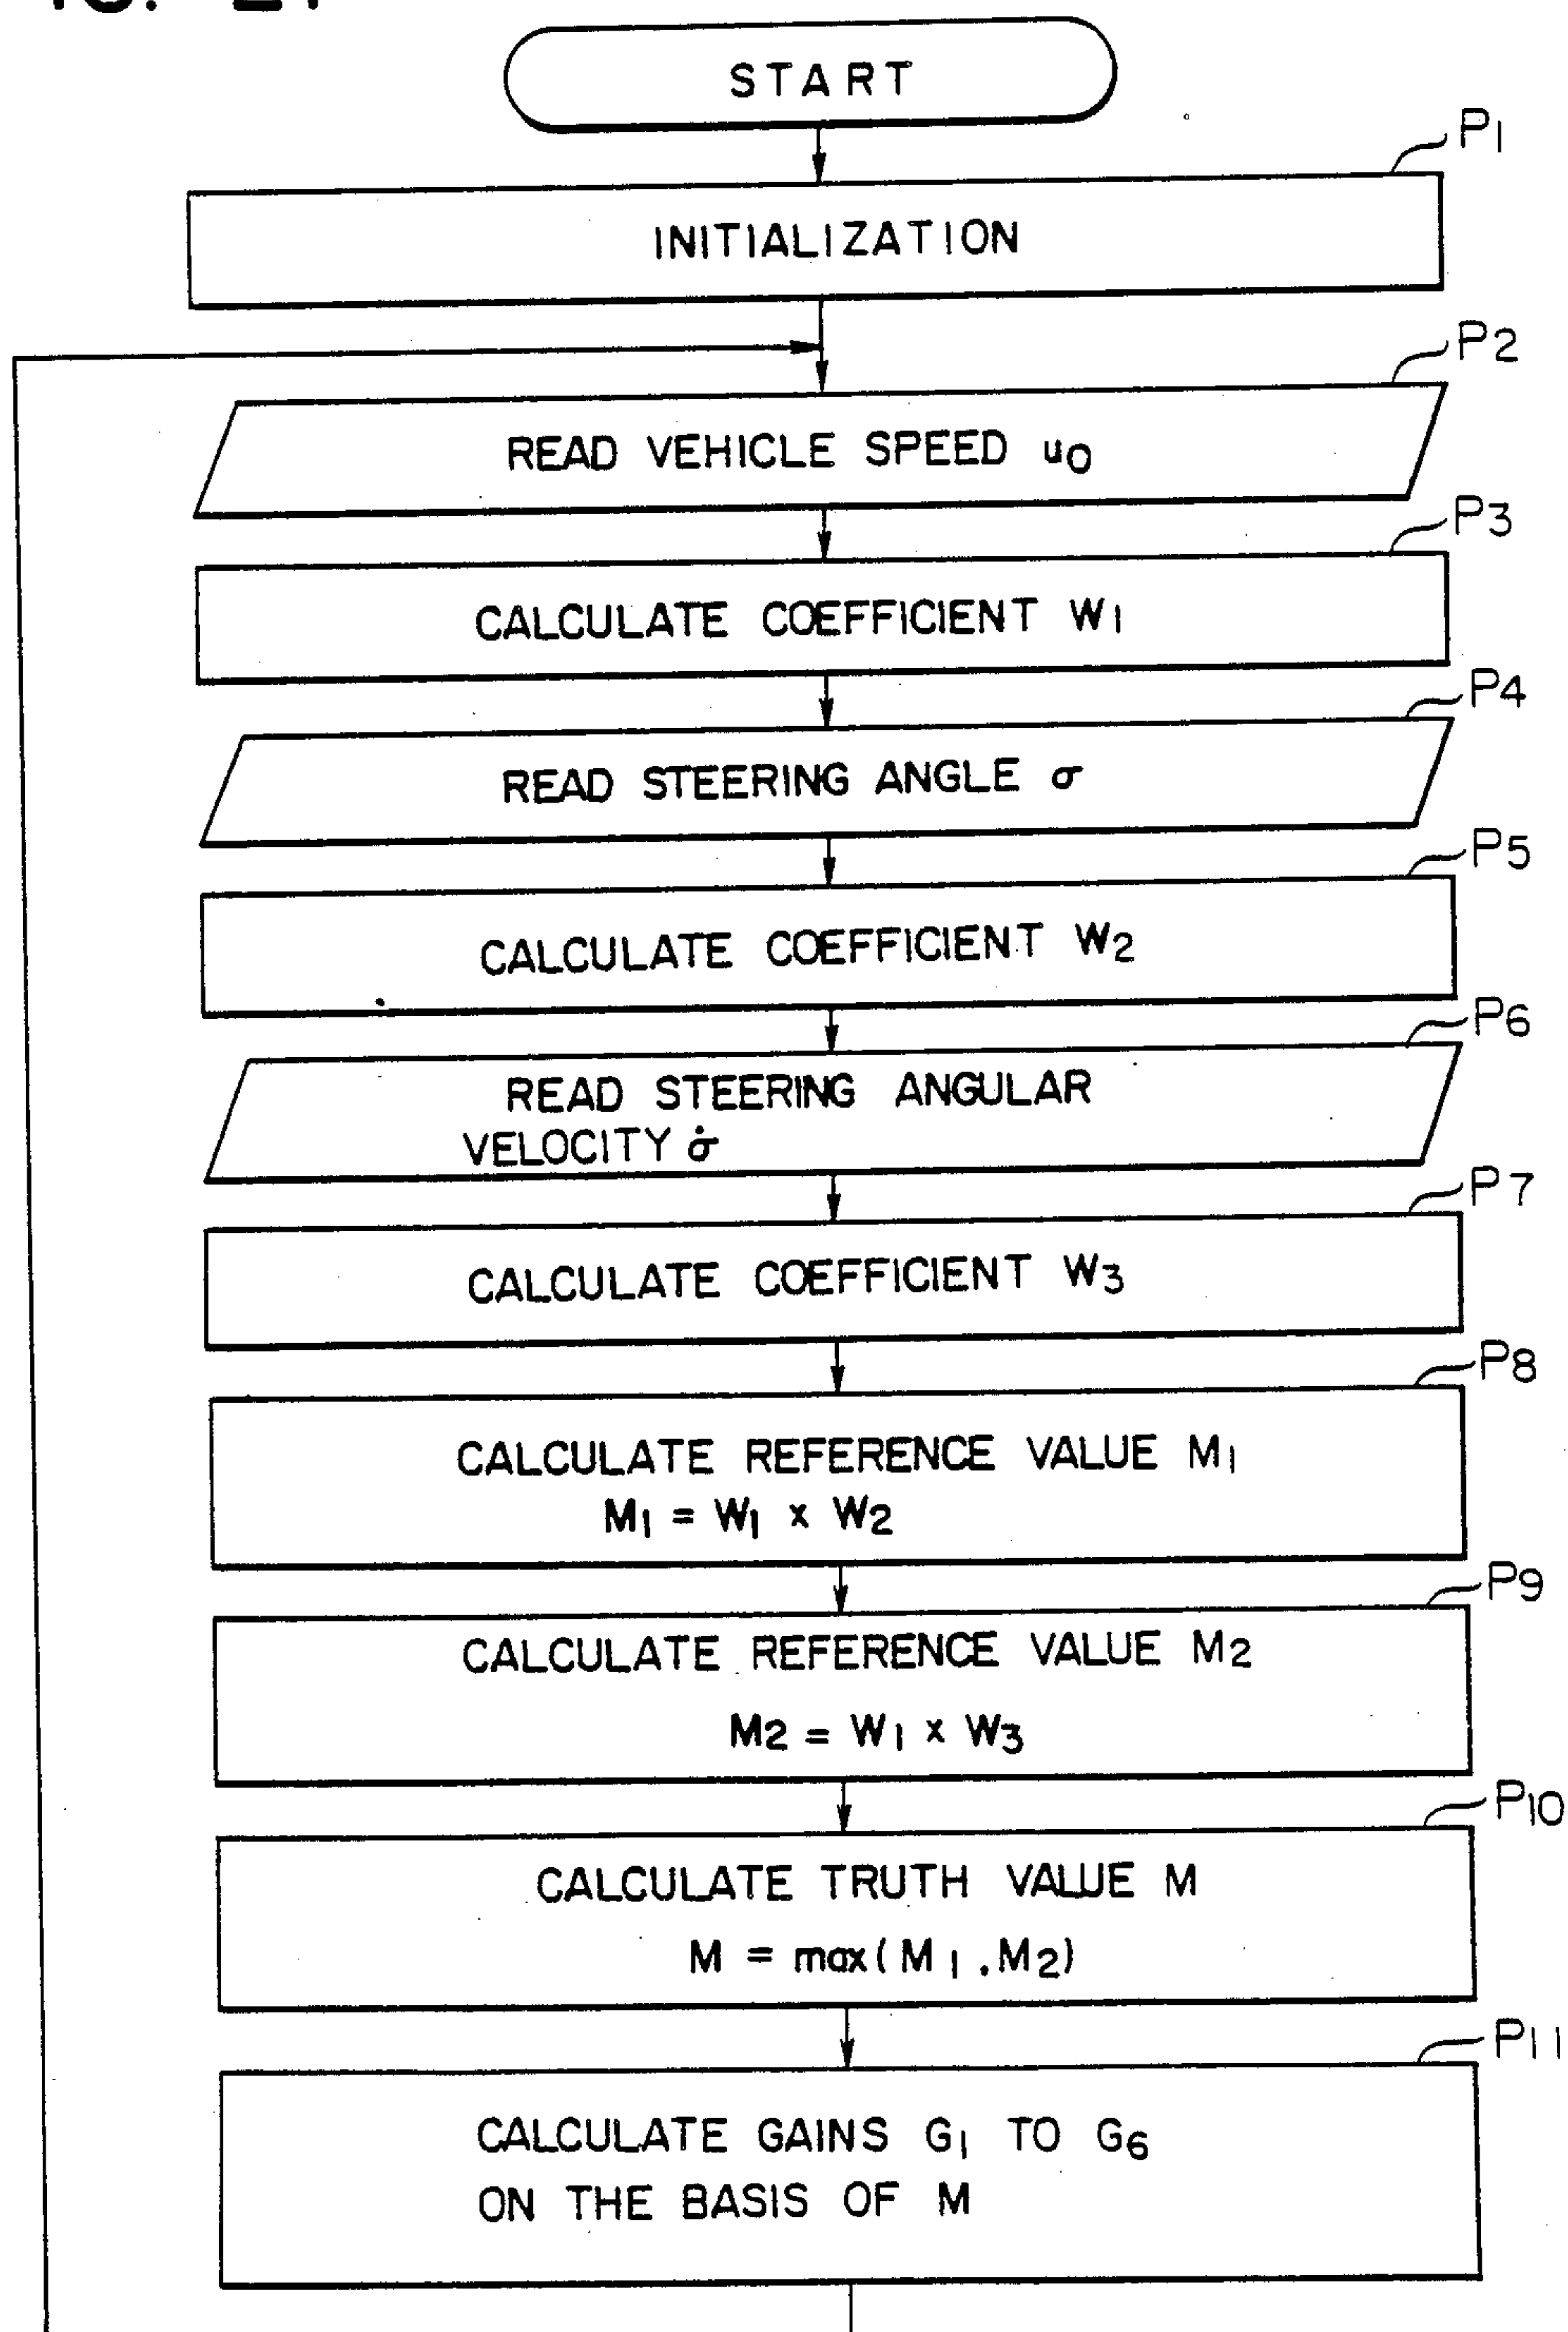 START
P1
INITIALIZATION
P2
READ VEHICLE SPEED u0
P3
CALCULATE COEFFICIENT W1
P4
READ STEERING ANGLE σ
P5
CALCULATE COEFFICIENT W2
P6
READ STEERING ANGULAR
VELOCITY σ̇
P7
CALCULATE COEFFICIENT W3
P8
CALCULATE REFERENCE VALUE M1
M1 = W1 x W2
P9
CALCULATE REFERENCE VALUE M2
M2 = W1 x W3
P10
CALCULATE TRUTH VALUE M
M = max(M1.M2)
P11
CALCULATE GAINS G1 TO G6
ON THE BASIS OF M